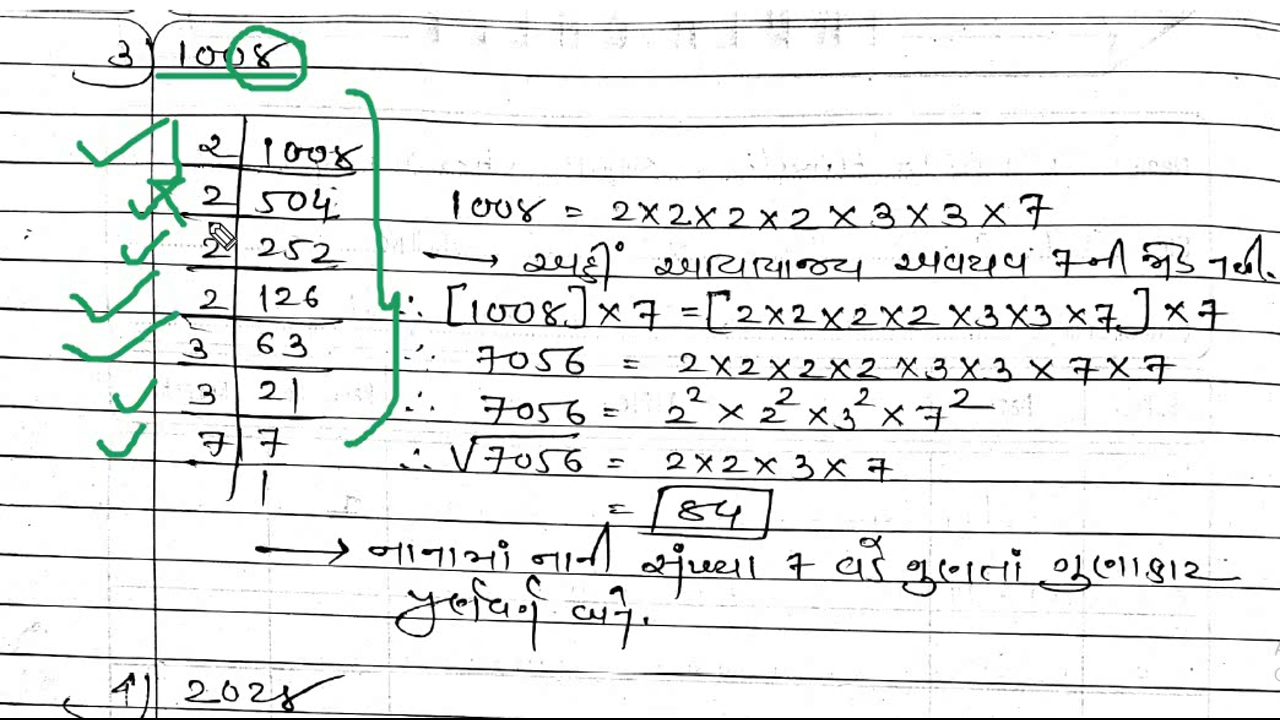 3) 1008
2 | 1008
2 | 504
2 | 252
2 | 126
3 | 63
3 | 21
7 | 7
1
1008 = 2×2×2×2×3×3×7
→ અહીં અવિભાજ્ય અવયવ 7ની જોડ નથી.
∴ [1008]×7 = [2×2×2×2×3×3×7]×7
∴ 7056 = 2×2×2×2×3×3×7×7
∴ 7056 = 2²×2²×3²×7²
∴ √7056 = 2×2×3×7
= 84
→ નાનામાં નાની સંખ્યા 7 વડે ગુણતાં ગુણાકાર
પૂર્ણવર્ગ બને.
4) 2028